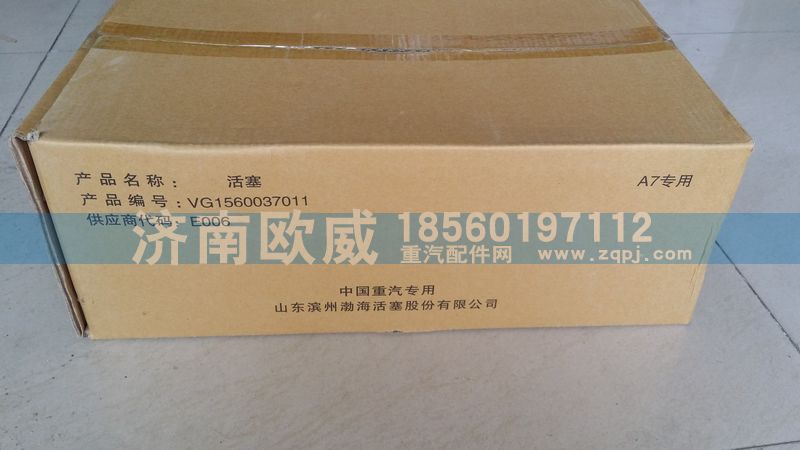 产品名称： 活塞
A7专用
产品编号：VG1560037011
供应商代码：E006
济南欧威
18560197112
重汽配件网 www.zqpj.com
中国重汽专用
山东滨州渤海活塞股份有限公司